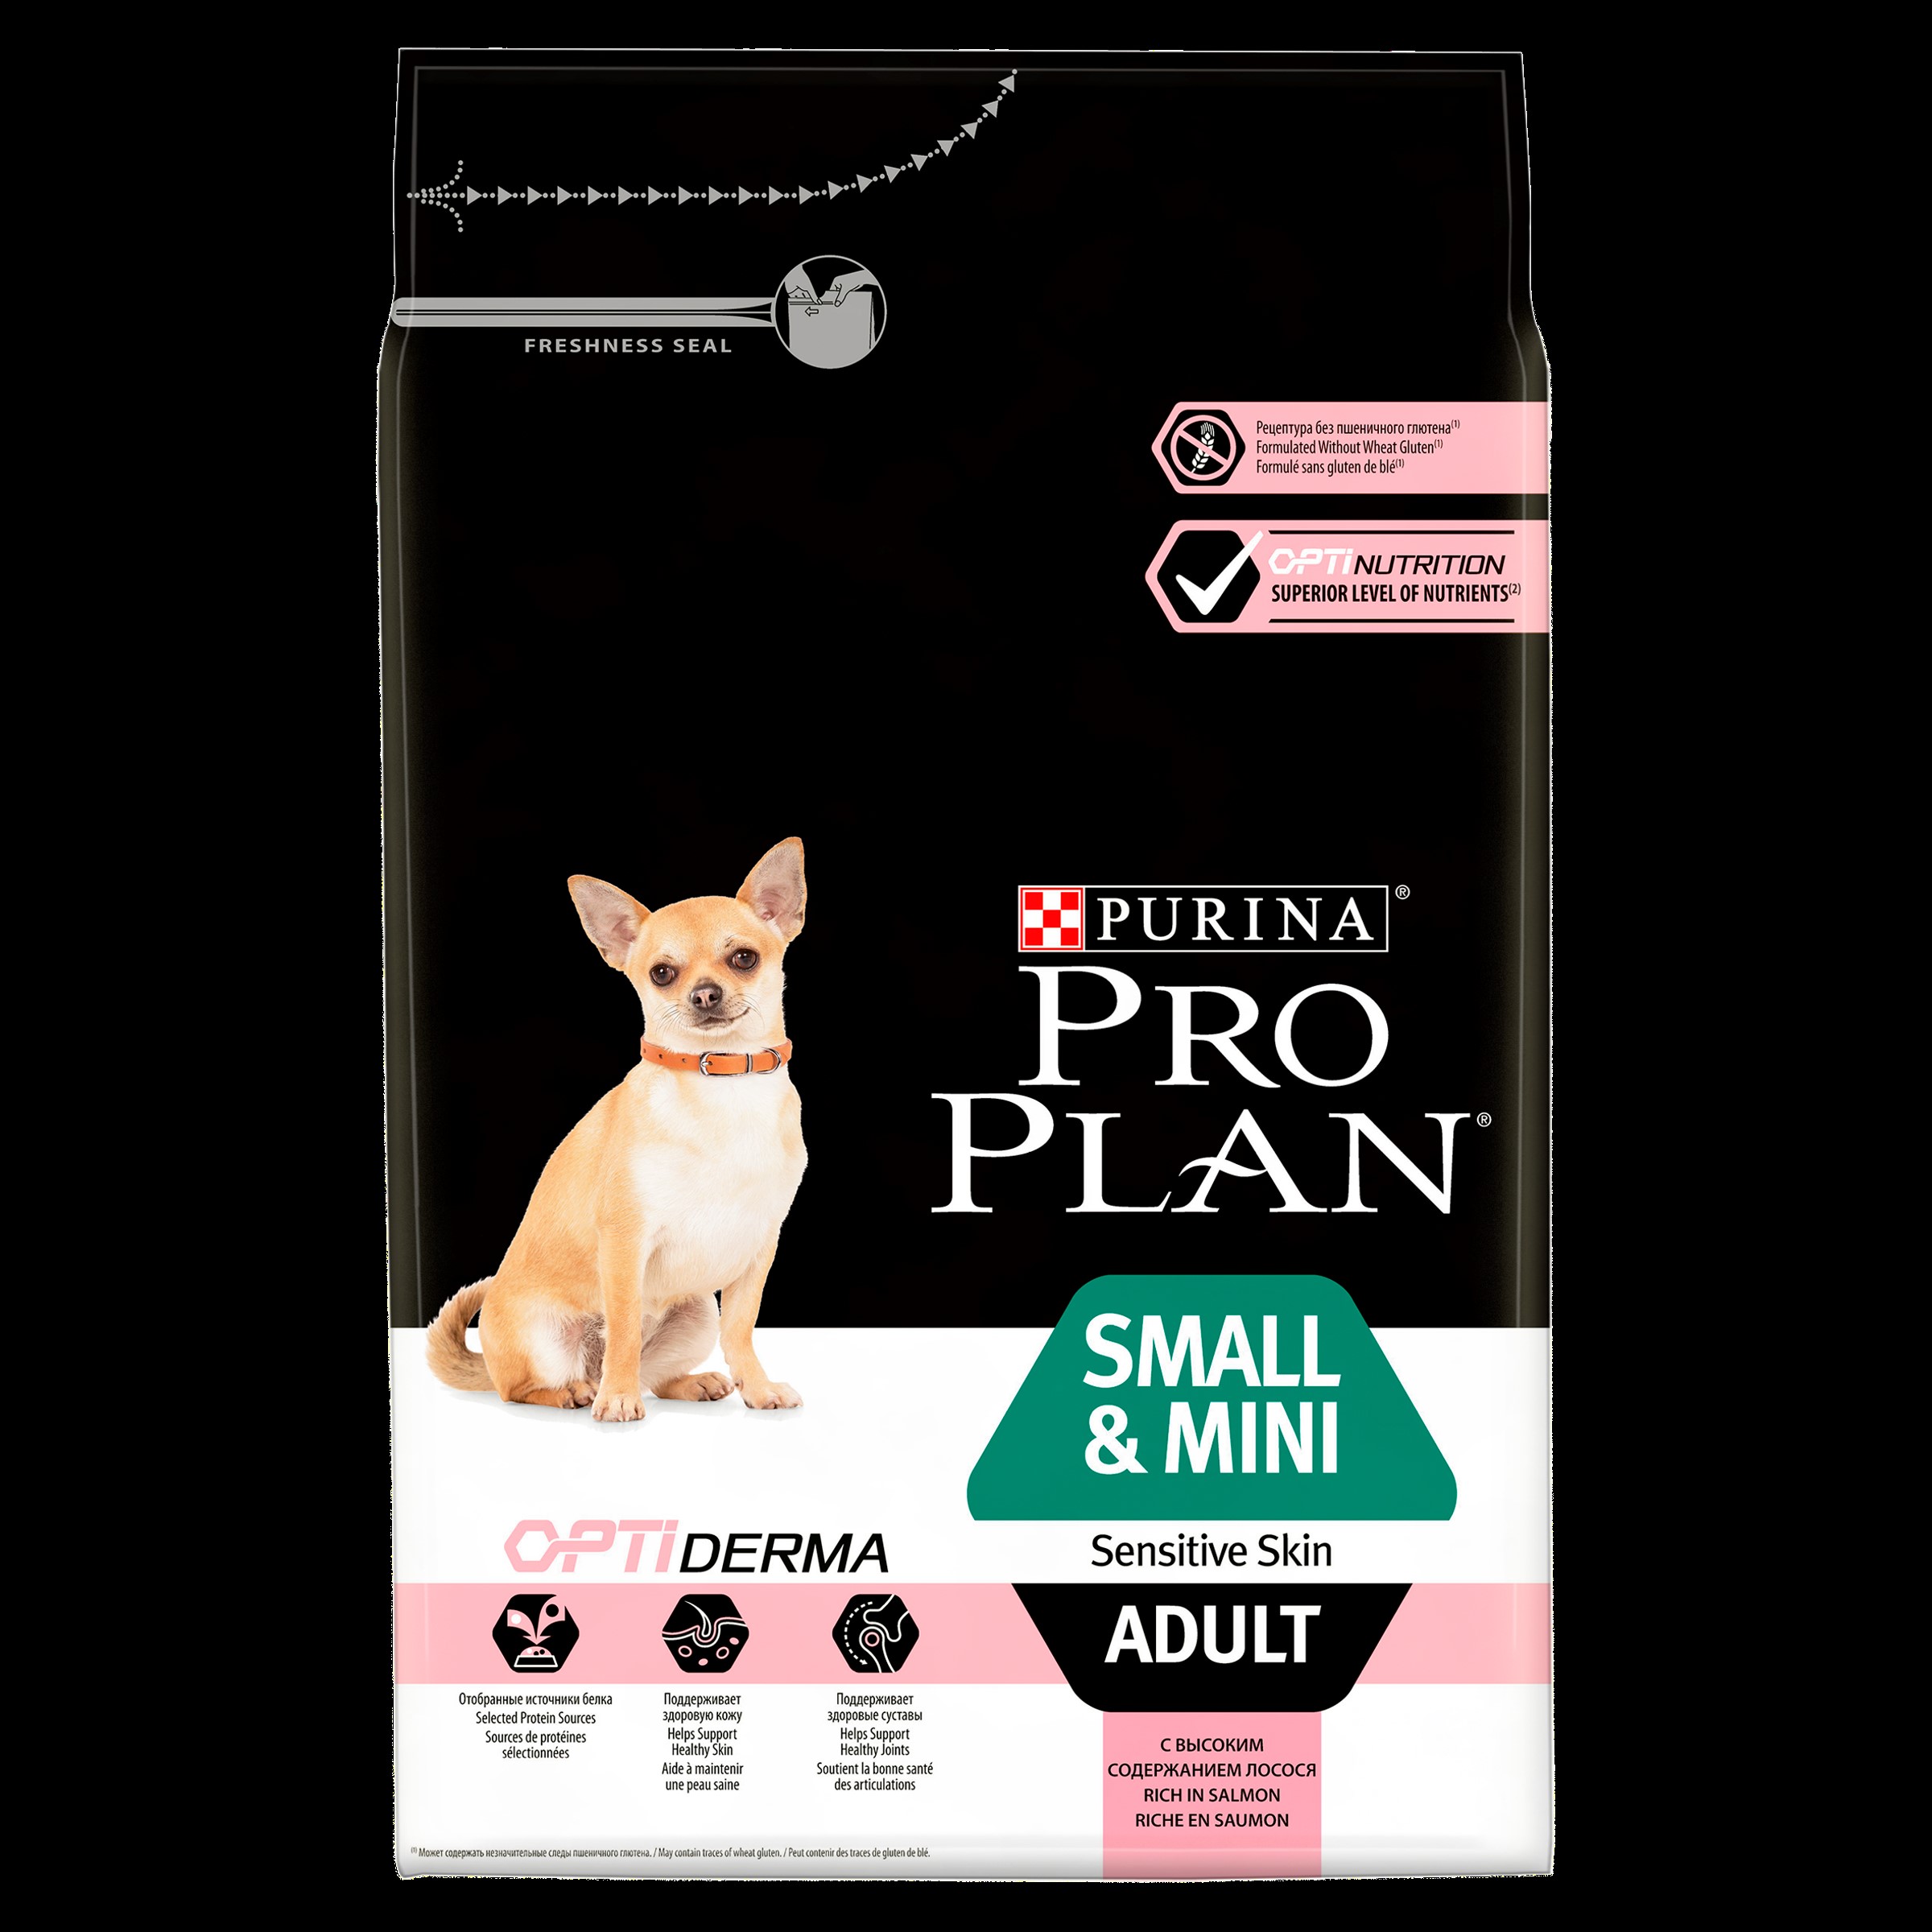 FRESHNESS SEAL
Рецептура без пшеничного глютена(1)
Formulated Without Wheat Gluten(1)
Formulé sans gluten de blé(1)
OPTINUTRITION
SUPERIOR LEVEL OF NUTRIENTS(2)
PURINA®
PRO
PLAN®
SMALL
& MINI
Sensitive Skin
ADULT
С ВЫСОКИМ
СОДЕРЖАНИЕМ ЛОСОСЯ
RICH IN SALMON
RICHE EN SAUMON
OPTIDERMA
Отобранные источники белка
Selected Protein Sources
Sources de protéines
sélectionnées
Поддерживает
здоровую кожу
Helps Support
Healthy Skin
Aide à maintenir
une peau saine
Поддерживает
здоровые суставы
Helps Support
Healthy Joints
Soutient la bonne santé
des articulations
(1) Может содержать незначительные следы пшеничного глютена. / May contain traces of wheat gluten. / Peut contenir des traces de gluten de blé.